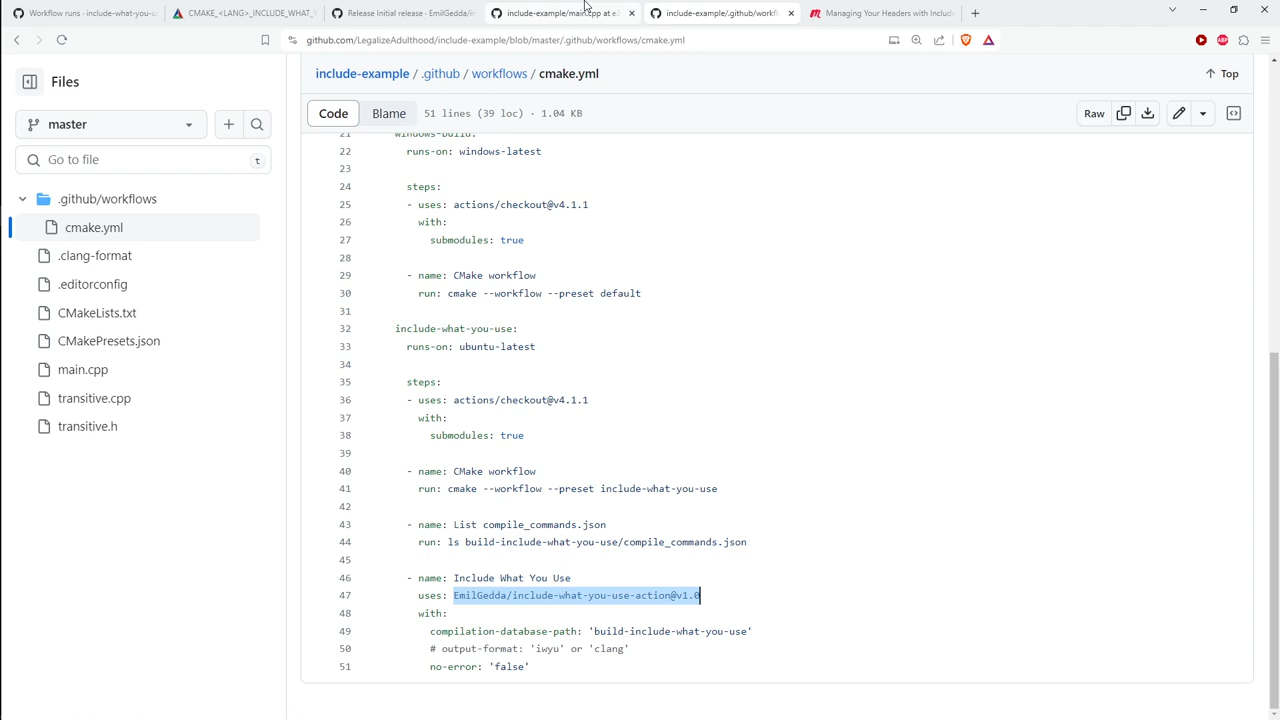 Workflow runs · include-what-you-us
CMAKE_<LANG>_INCLUDE_WHAT_Y
Release Initial release · EmilGedda/in
include-example/main.cpp at e3
include-example/.github/workfl
Managing Your Headers with Include
github.com/LegalizeAdulthood/include-example/blob/master/.github/workflows/cmake.yml
Files
include-example / .github / workflows / cmake.yml
Top
Code
Blame
51 lines (39 loc) · 1.04 KB
Raw
master
Go to file
t
.github/workflows
cmake.yml
.clang-format
.editorconfig
CMakeLists.txt
CMakePresets.json
main.cpp
transitive.cpp
transitive.h
21 windows-build:
22 runs-on: windows-latest
23
24 steps:
25 - uses: actions/checkout@v4.1.1
26 with:
27 submodules: true
28
29 - name: CMake workflow
30 run: cmake --workflow --preset default
31
32 include-what-you-use:
33 runs-on: ubuntu-latest
34
35 steps:
36 - uses: actions/checkout@v4.1.1
37 with:
38 submodules: true
39
40 - name: CMake workflow
41 run: cmake --workflow --preset include-what-you-use
42
43 - name: List compile_commands.json
44 run: ls build-include-what-you-use/compile_commands.json
45
46 - name: Include What You Use
47 uses: EmilGedda/include-what-you-use-action@v1.0
48 with:
49 compilation-database-path: 'build-include-what-you-use'
50 # output-format: 'iwyu' or 'clang'
51 no-error: 'false'